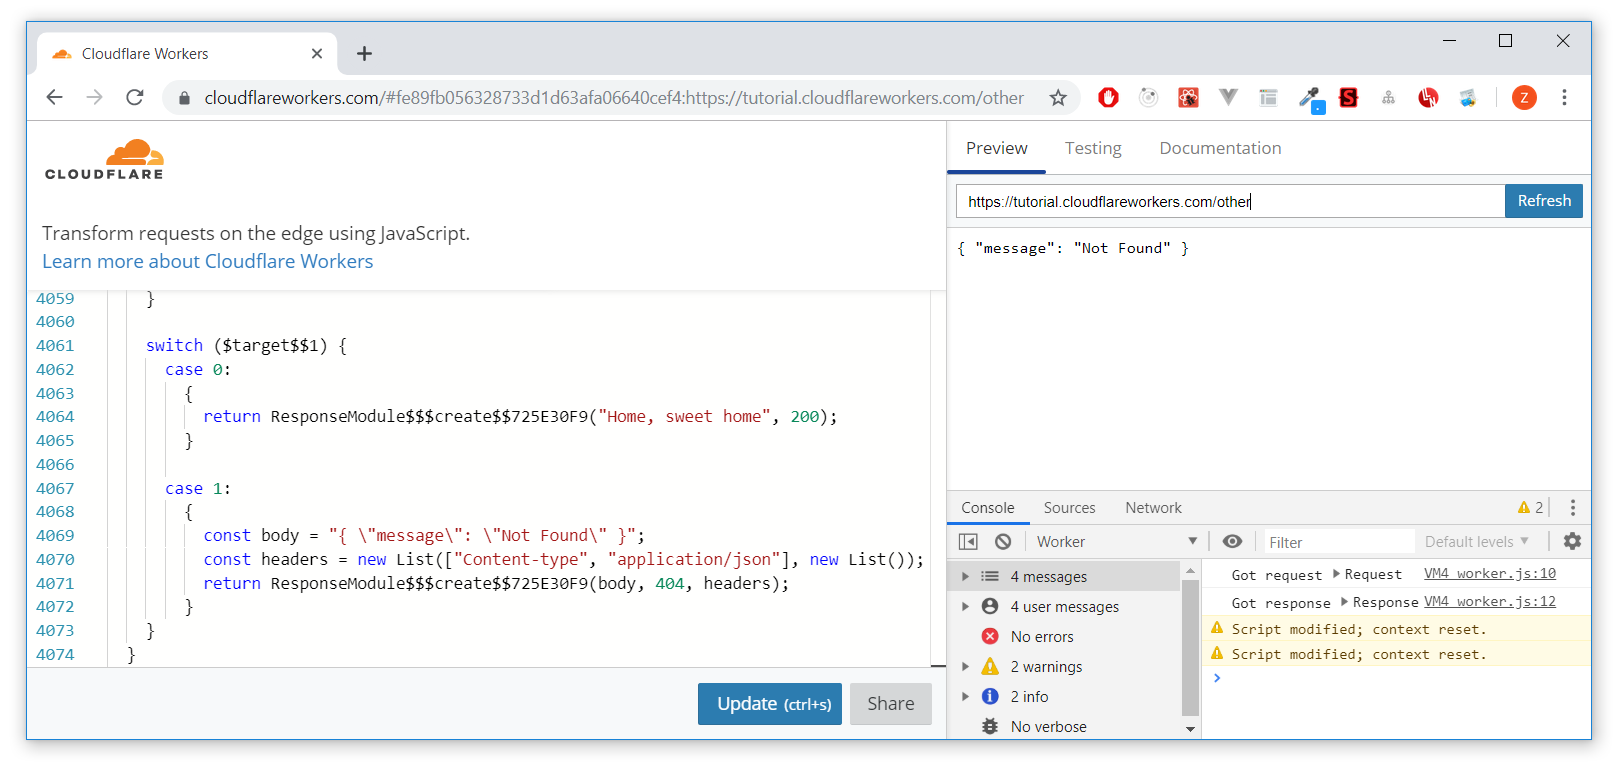 Cloudflare Workers
cloudflareworkers.com/#fe89fb056328733d1d63afa06640cef4:https://tutorial.cloudflareworkers.com/other
Z
CLOUDFLARE
Transform requests on the edge using JavaScript.
Learn more about Cloudflare Workers
4059 }
4060
4061 switch ($target$$1) {
4062 case 0:
4063 {
4064 return ResponseModule$$$create$$725E30F9("Home, sweet home", 200);
4065 }
4066
4067 case 1:
4068 {
4069 const body = "{ \"message\": \"Not Found\" }";
4070 const headers = new List(["Content-type", "application/json"], new List());
4071 return ResponseModule$$$create$$725E30F9(body, 404, headers);
4072 }
4073 }
4074 }
Update (ctrl+s) Share
Preview Testing Documentation
https://tutorial.cloudflareworkers.com/other Refresh
{ "message": "Not Found" }
Console Sources Network 2
Worker Filter Default levels
4 messages
4 user messages
No errors
2 warnings
2 info
No verbose
Got request Request VM4 worker.js:10
Got response Response VM4 worker.js:12
Script modified; context reset.
Script modified; context reset.